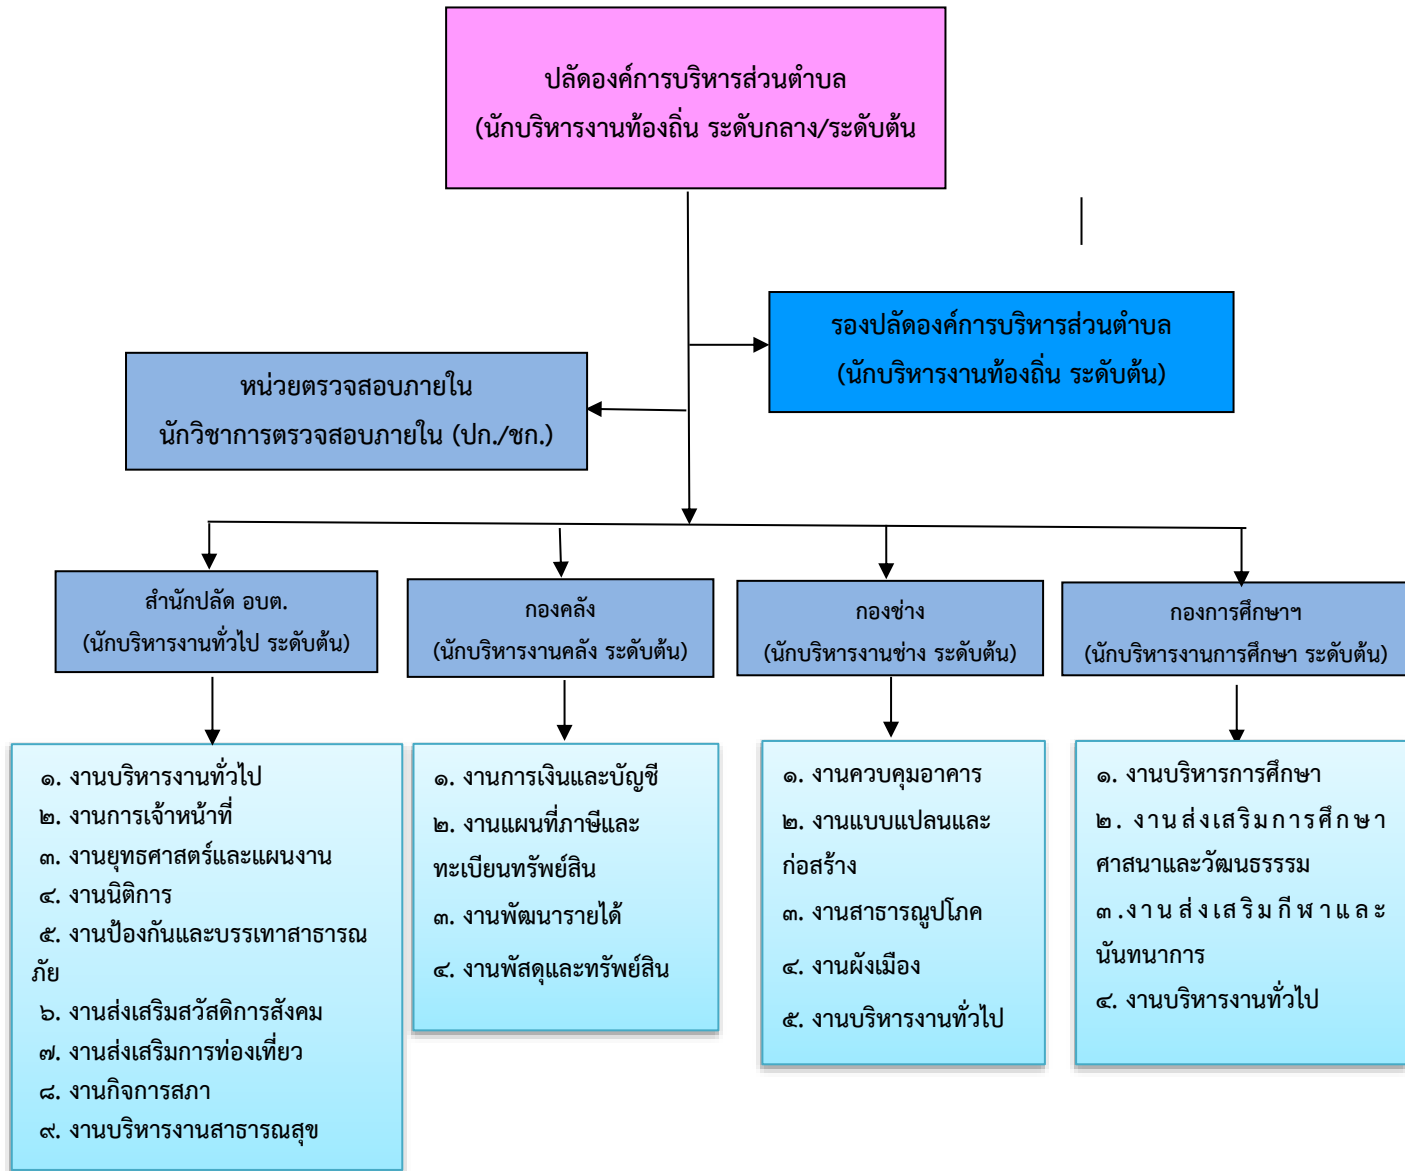 ปลัดองค์การบริหารส่วนตำบล
(นักบริหารงานท้องถิ่น ระดับกลาง/ระดับต้น
รองปลัดองค์การบริหารส่วนตำบล
(นักบริหารงานท้องถิ่น ระดับต้น)
หน่วยตรวจสอบภายใน
นักวิชาการตรวจสอบภายใน (ปก./ชก.)
สำนักปลัด อบต.
(นักบริหารงานทั่วไป ระดับต้น)
กองคลัง
(นักบริหารงานคลัง ระดับต้น)
กองช่าง
(นักบริหารงานช่าง ระดับต้น)
กองการศึกษาฯ
(นักบริหารงานการศึกษา ระดับต้น)
๑. งานบริหารงานทั่วไป
๒. งานการเจ้าหน้าที่
๓. งานยุทธศาสตร์และแผนงาน
๔. งานนิติการ
๕. งานป้องกันและบรรเทาสาธารณ
ภัย
๖. งานส่งเสริมสวัสดิการสังคม
๗. งานส่งเสริมการท่องเที่ยว
๘. งานกิจการสภา
๙. งานบริหารงานสาธารณสุข
๑. งานการเงินและบัญชี
๒. งานแผนที่ภาษีและ
ทะเบียนทรัพย์สิน
๓. งานพัฒนารายได้
๔. งานพัสดุและทรัพย์สิน
๑. งานควบคุมอาคาร
๒. งานแบบแปลนและ
ก่อสร้าง
๓. งานสาธารณูปโภค
๔. งานผังเมือง
๕. งานบริหารงานทั่วไป
๑. งานบริหารการศึกษา
๒. งานส่งเสริมการศึกษา
ศาสนาและวัฒนธรรรม
๓.งานส่งเสริมกีฬาและ
นันทนาการ
๔. งานบริหารงานทั่วไป